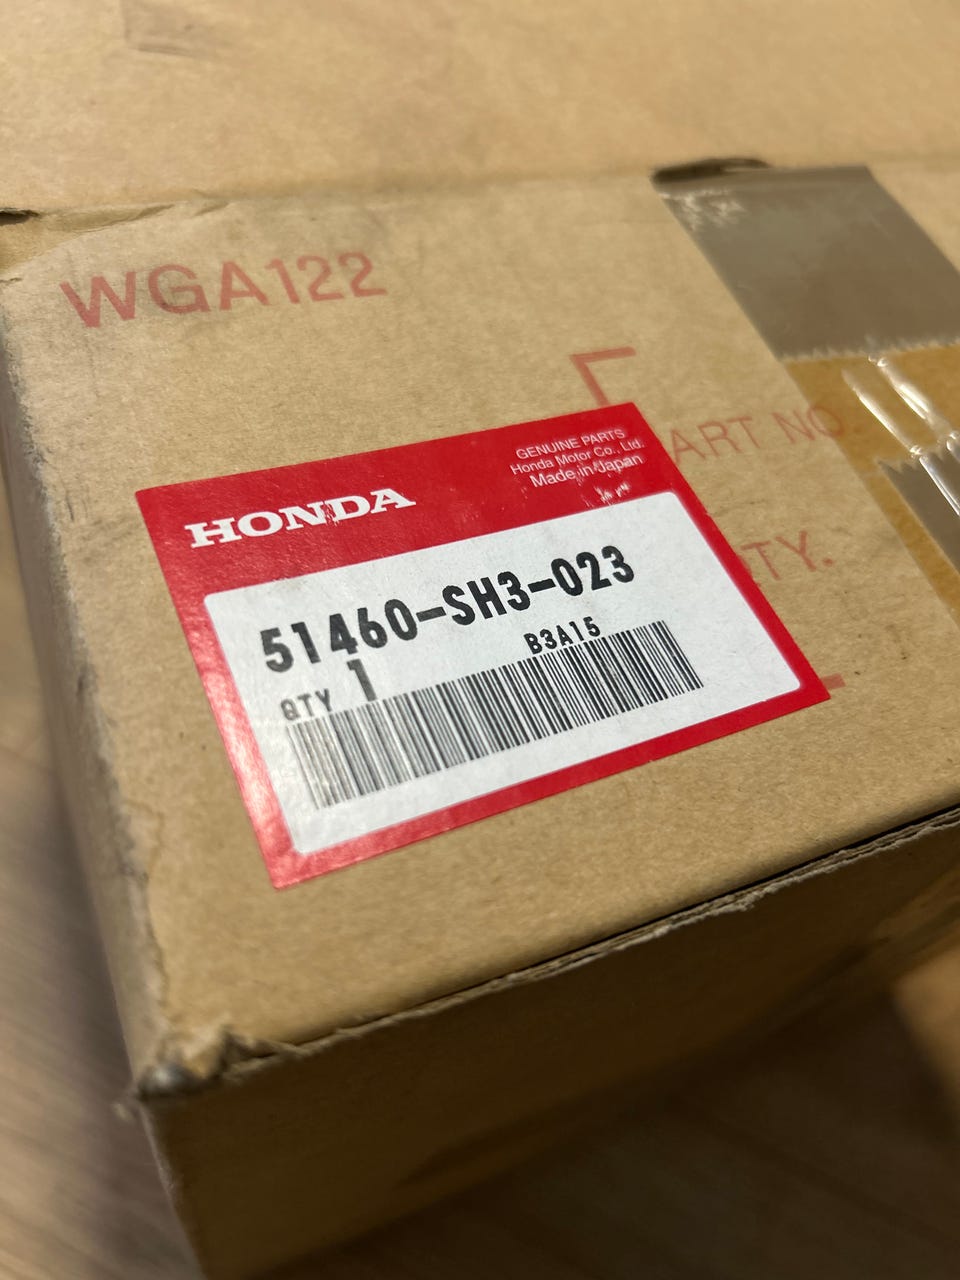 WGA122
ART NO.
TY.
HONDA
GENUINE PARTS
Honda Motor Co., Ltd.
Made in Japan
51460-SH3-023
QTY 1
B3A15